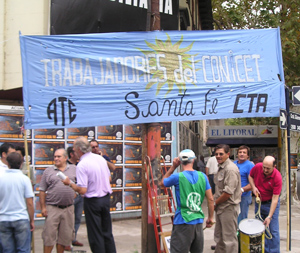 TRABAJADORES del CONICET
ATE Santa Fe CTA
EL LITORAL